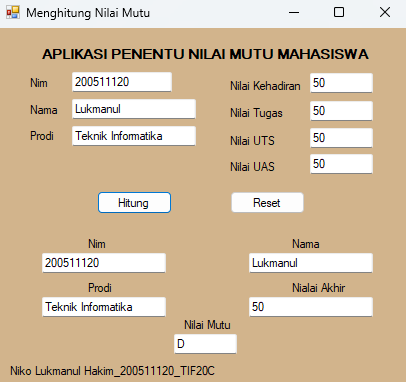 Menghitung Nilai Mutu
APLIKASI PENENTU NILAI MUTU MAHASISWA
Nim 200511120
Nama Lukmanul
Prodi Teknik Informatika
Nilai Kehadiran 50
Nilai Tugas 50
Nilai UTS 50
Nilai UAS 50
Hitung Reset
Nim Nama
200511120 Lukmanul
Prodi Nialai Akhir
Teknik Informatika 50
Nilai Mutu
D
Niko Lukmanul Hakim_200511120_TIF20C